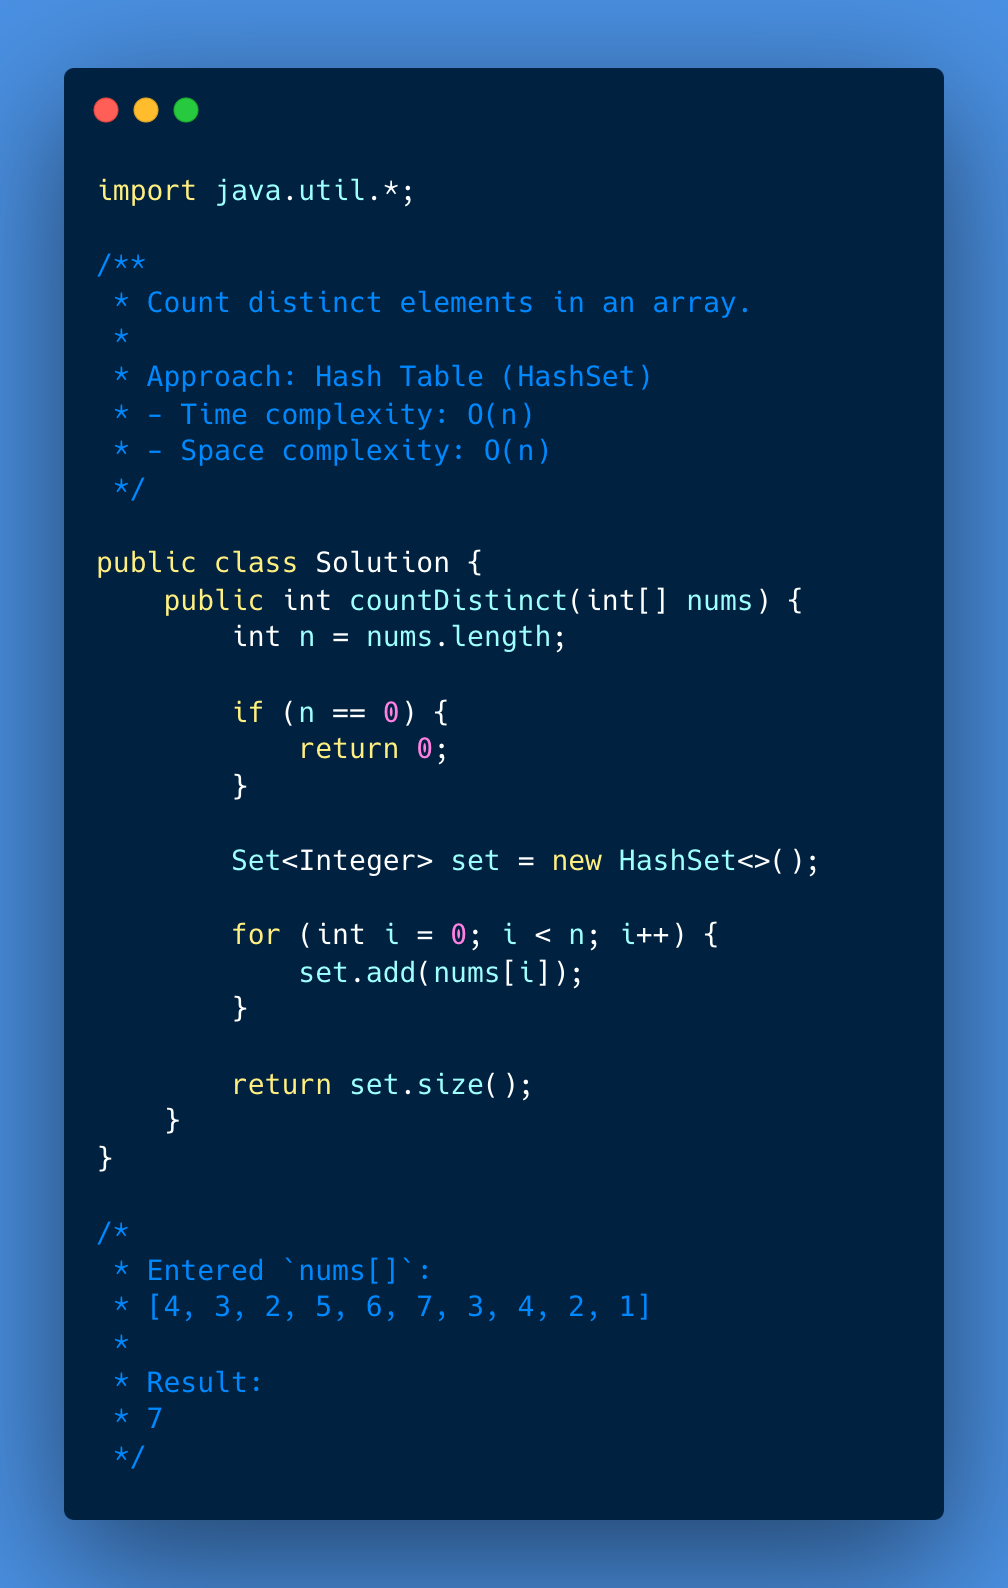 import java.util.*;

/**
 * Count distinct elements in an array.
 *
 * Approach: Hash Table (HashSet)
 * - Time complexity: O(n)
 * - Space complexity: O(n)
 */

public class Solution {
    public int countDistinct(int[] nums) {
        int n = nums.length;

        if (n == 0) {
            return 0;
        }

        Set<Integer> set = new HashSet<>();

        for (int i = 0; i < n; i++) {
            set.add(nums[i]);
        }

        return set.size();
    }
}

/*
 * Entered `nums[]`:
 * [4, 3, 2, 5, 6, 7, 3, 4, 2, 1]
 *
 * Result:
 * 7
 */